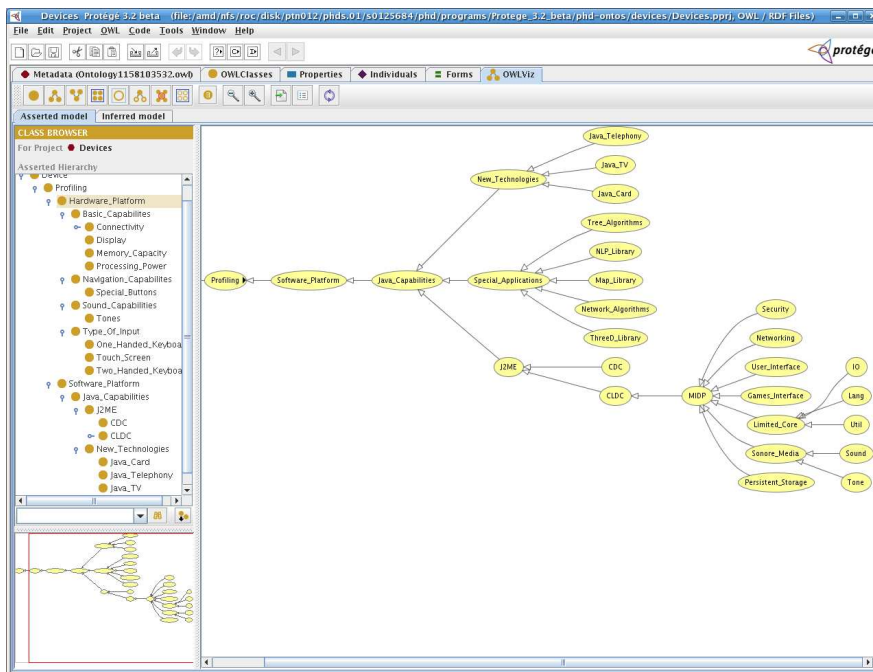 Devices Protégé 3.2 beta (file:/amd/nfs/roc/disk/ptn012/phds.01/s0125684/phd/programs/Protege_3.2_beta/phd-ontos/devices/Devices.pprj, OWL / RDF Files)
File Edit Project OWL Code Tools Window Help
protégé
Metadata (Ontology1158103532.owl) OWLClasses Properties Individuals Forms OWLViz
Asserted model Inferred model
CLASS BROWSER
For Project Devices
Asserted Hierarchy
Device
Profiling
Hardware_Platform
Basic_Capabilites
Connectivity
Display
Memory_Capacity
Processing_Power
Navigation_Capabilites
Special_Buttons
Sound_Capabilities
Tones
Type_Of_Input
One_Handed_Keyboa
Touch_Screen
Two_Handed_Keyboa
Software_Platform
Java_Capabilities
J2ME
CDC
CLDC
New_Technologies
Java_Card
Java_Telephony
Java_TV
Java_Telephony
New_Technologies
Java_TV
Java_Card
Tree_Algorithms
NLP_Library
Profiling Software_Platform Java_Capabilities Special_Applications Map_Library
Network_Algorithms
ThreeD_Library
Security
Networking
J2ME CDC User_Interface IO
CLDC MIDP Games_Interface Lang
Limited_Core Util
Sonore_Media Sound
Persistent_Storage Tone